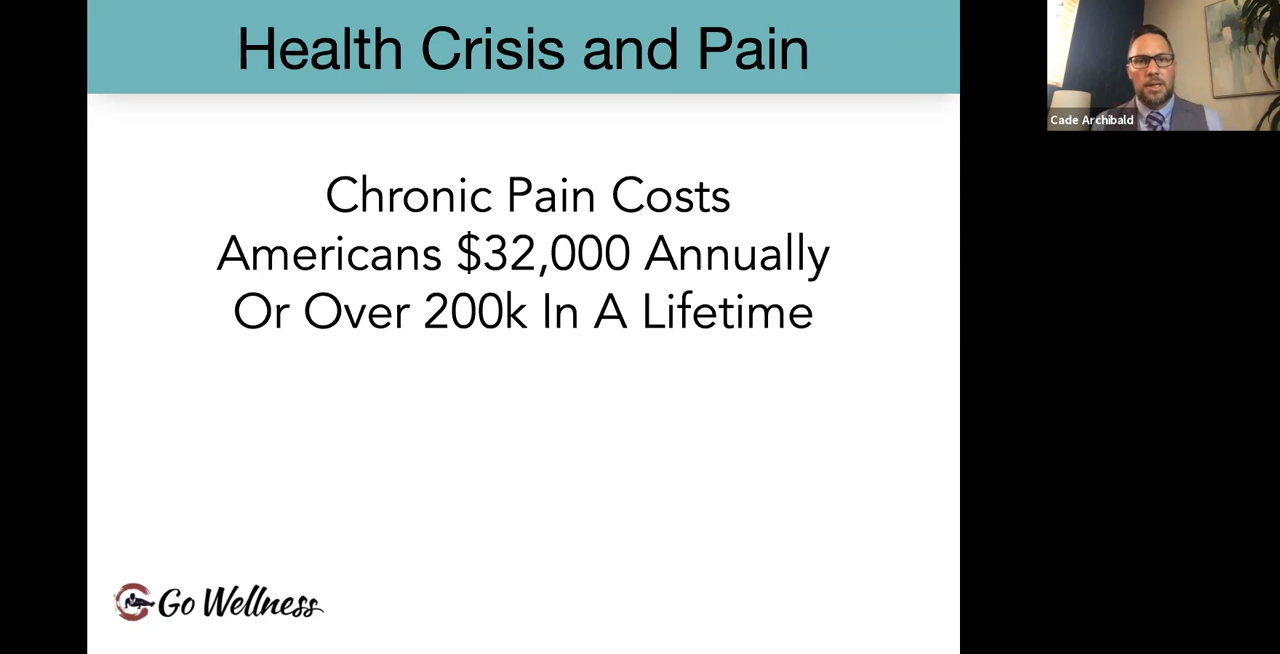 Health Crisis and Pain
Cade Archibald
Chronic Pain Costs
Americans $32,000 Annually
Or Over 200k In A Lifetime
Go Wellness